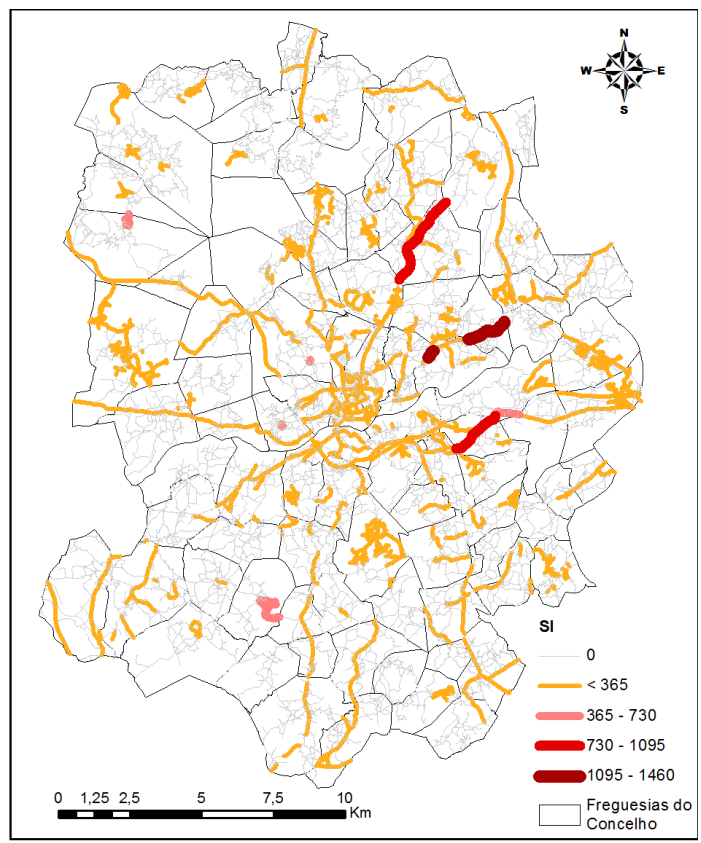 N
W E
S
SI
0
< 365
365 - 730
730 - 1095
1095 - 1460
Freguesias do
Concelho
0 1,25 2,5 5 7,5 10
Km